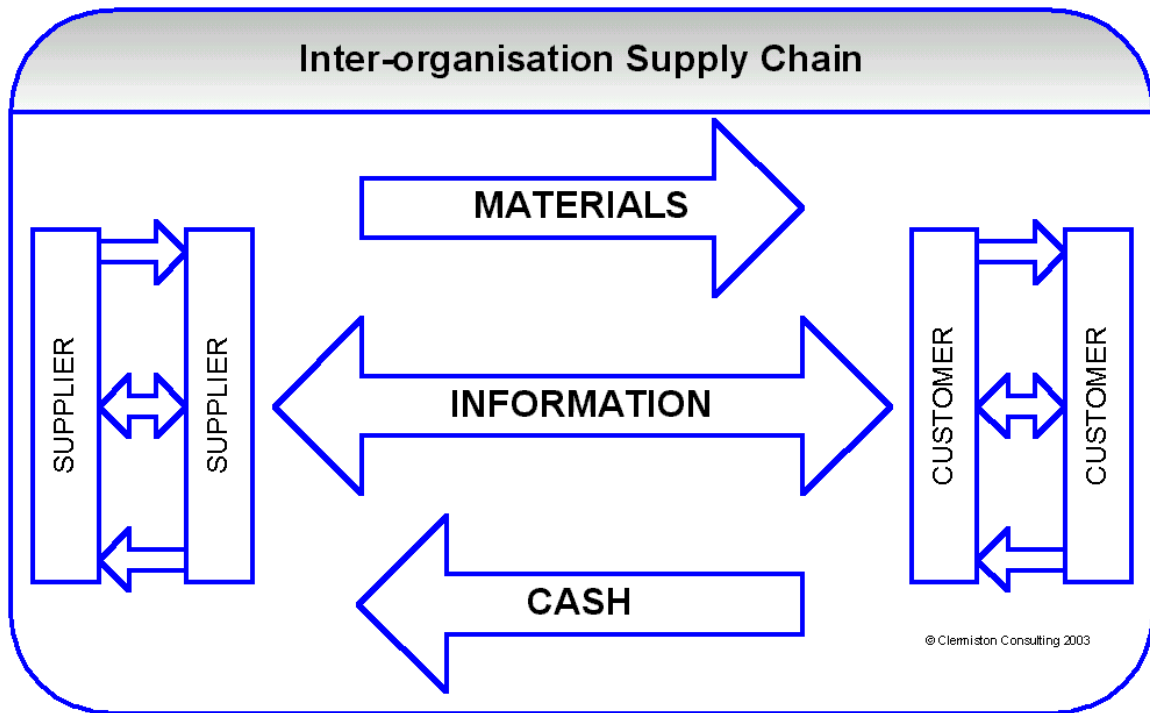 Inter-organisation Supply Chain
MATERIALS
SUPPLIER
SUPPLIER
INFORMATION
CUSTOMER
CUSTOMER
CASH
© Clermiston Consulting 2003